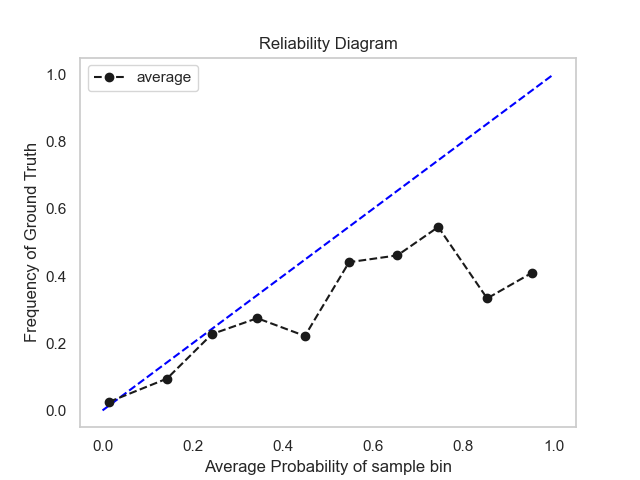 Reliability Diagram
average
Frequency of Ground Truth
1.0
0.8
0.6
0.4
0.2
0.0
0.0 0.2 0.4 0.6 0.8 1.0
Average Probability of sample bin